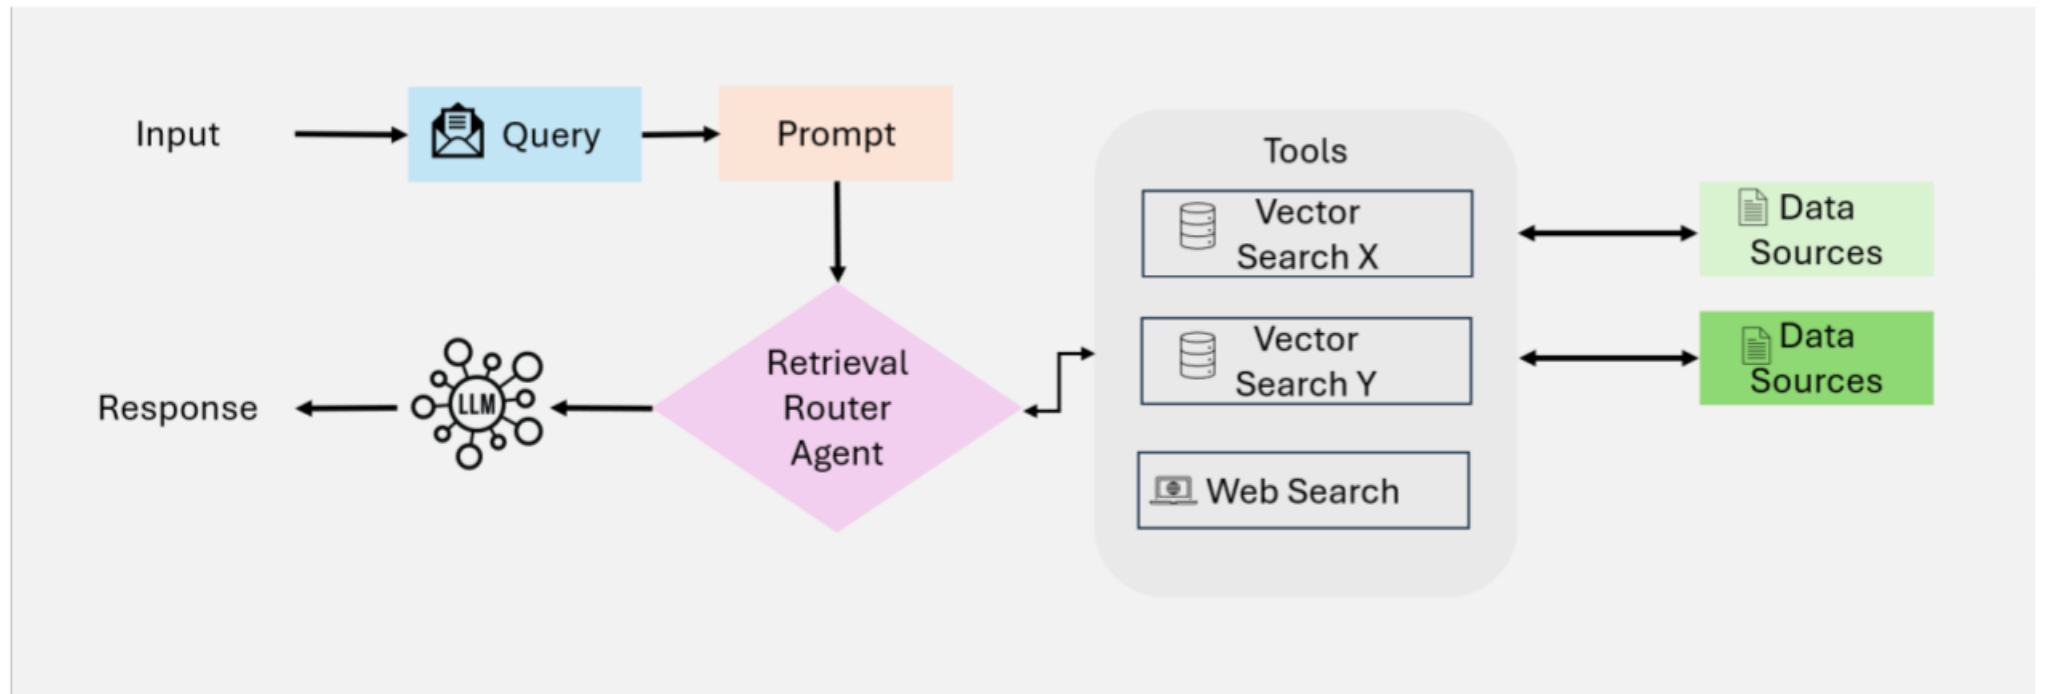 Input
Query
Prompt
Tools
Vector
Search X
Data
Sources
Vector
Search Y
Data
Sources
Web Search
Retrieval
Router
Agent
LLM
Response